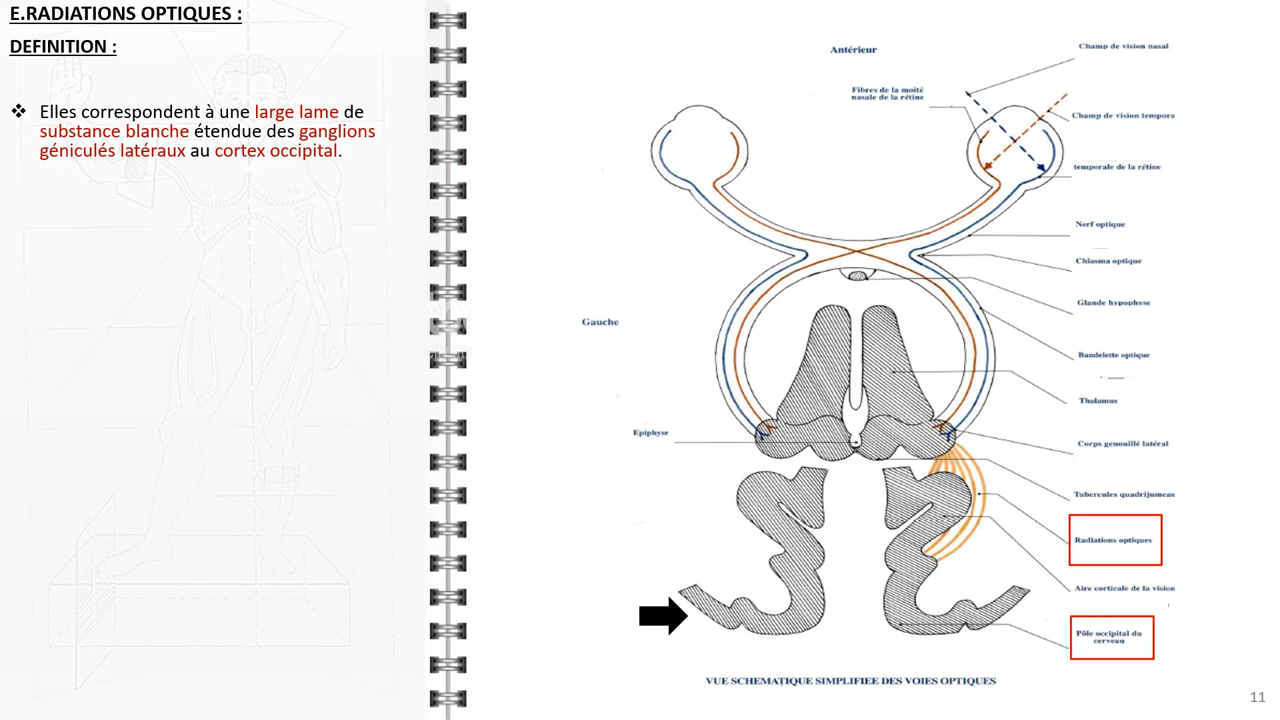 E.RADIATIONS OPTIQUES :
DEFINITION :
❖ Elles correspondent à une large lame de
substance blanche étendue des ganglions
géniculés latéraux au cortex occipital.
Antérieur
Champ de vision nasal
Fibres de la moité
nasale de la rétine
Champ de vision tempora
temporale de la rétine
Nerf optique
Chiasma optique
Glande hypophyse
Gauche
Bandelette optique
Thalamus
Epiphyse
Corps genouillé latéral
Tubercules quadrijumeas
Radiations optiques
Aire corticale de la vision
Pôle occipital du
cerveau
VUE SCHEMATIQUE SIMPLIFIEE DES VOIES OPTIQUES
11